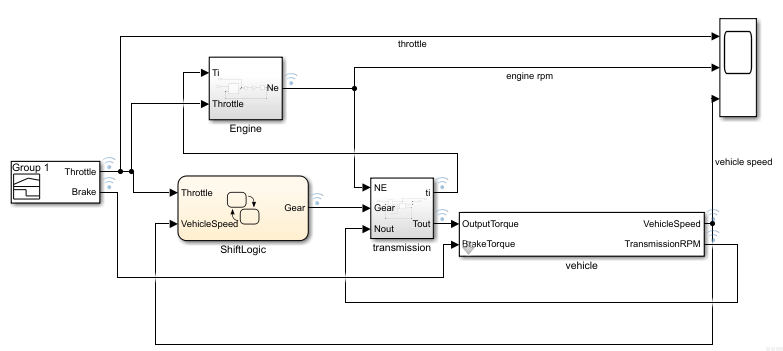 throttle
engine rpm
Ti
Ne
Throttle
Engine
vehicle speed
Group 1
Throttle
Brake
Throttle
Gear
VehicleSpeed
ShiftLogic
NE
ti
Gear
Tout
Nout
transmission
OutputTorque
VehicleSpeed
BrakeTorque
TransmissionRPM
vehicle